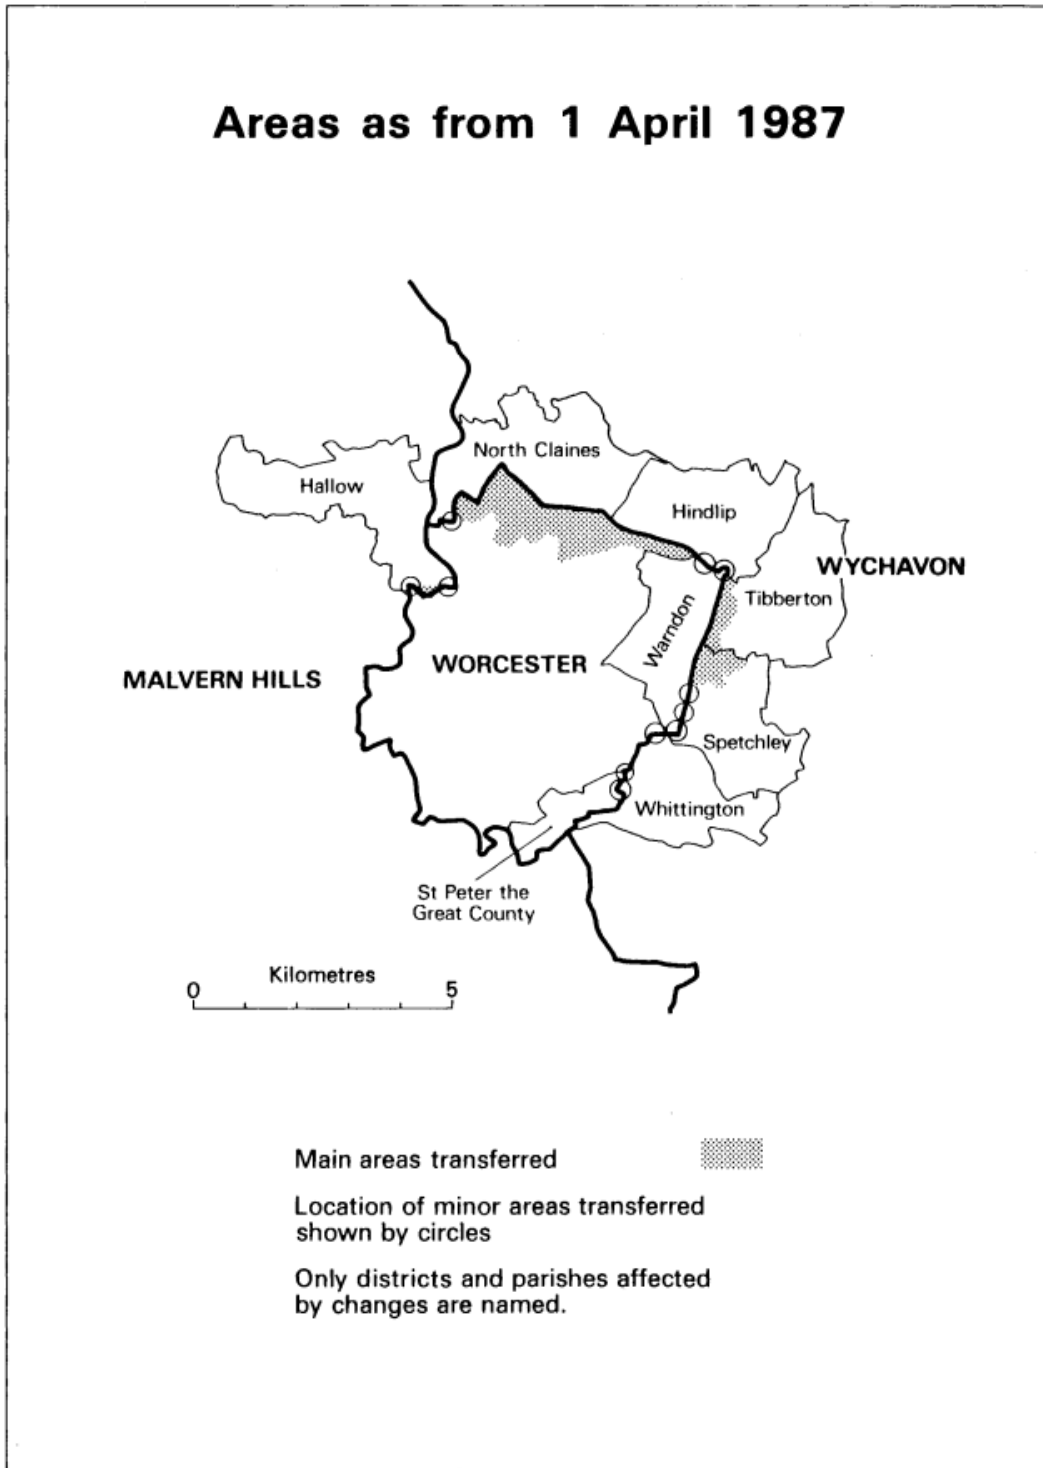 Areas as from 1 April 1987
North Claines
Hallow
Hindlip
WYCHAVON
Tibberton
Warndon
WORCESTER
MALVERN HILLS
Spetchley
Whittington
St Peter the
Great County
Kilometres
0 5
Main areas transferred
Location of minor areas transferred
shown by circles
Only districts and parishes affected
by changes are named.